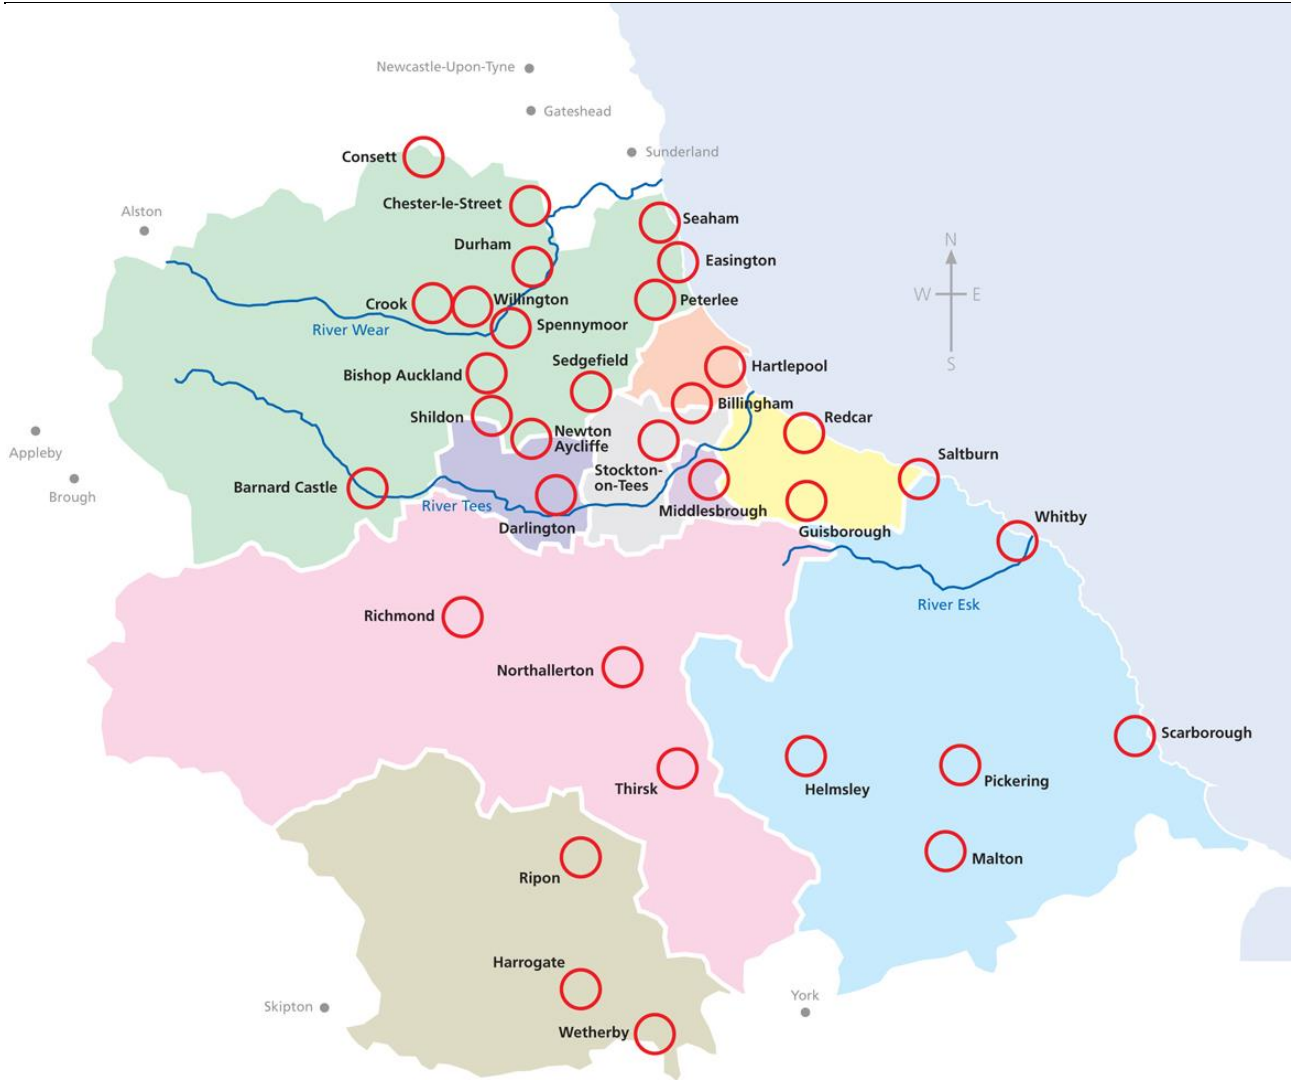 Newcastle-Upon-Tyne
Gateshead
Sunderland
Consett
Chester-le-Street
Alston
Seaham
Durham
N
Easington
W
E
Crook
Willington
Peterlee
River Wear
Spennymoor
Sedgefield
S
Hartlepool
Bishop Auckland
Billingham
Shildon
Redcar
Newton
Aycliffe
Appleby
Saltburn
Stockton-
on-Tees
Barnard Castle
Brough
River Tees
Middlesbrough
Whitby
Darlington
Guisborough
River Esk
Richmond
Northallerton
Scarborough
Thirsk
Helmsley
Pickering
Malton
Ripon
Harrogate
York
Skipton
Wetherby